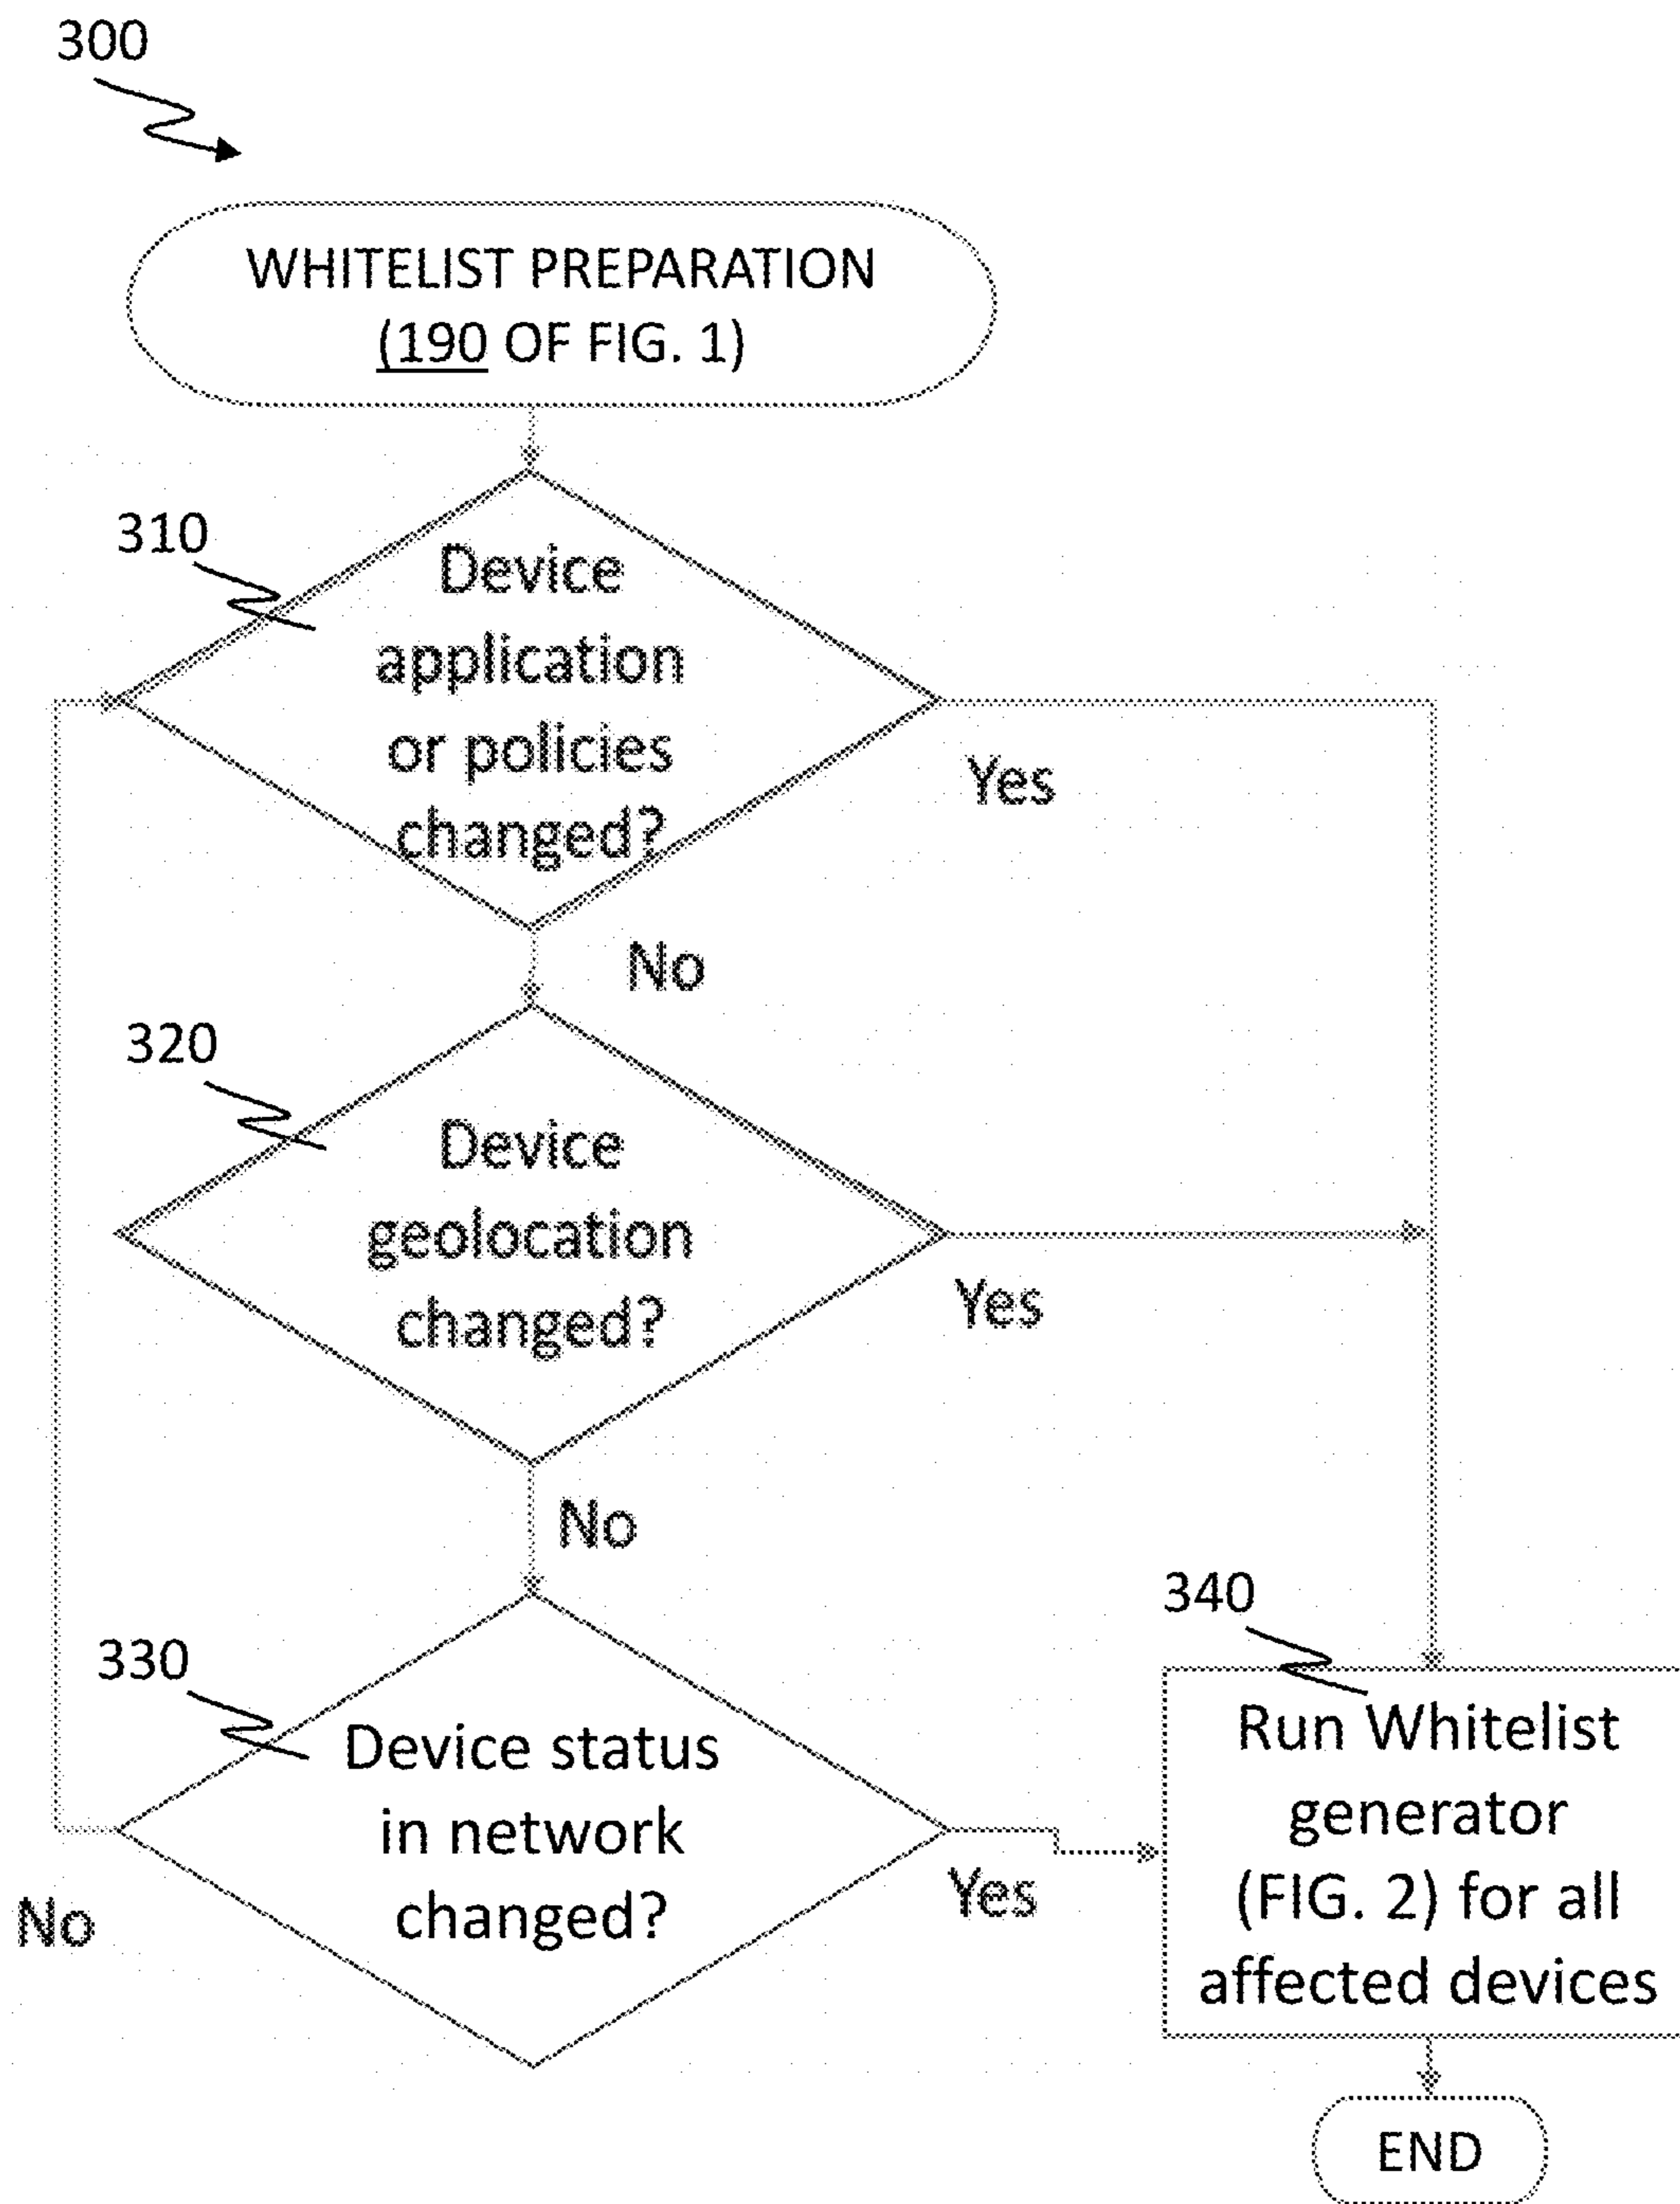 300
WHITELIST PREPARATION
(190 OF FIG. 1)
310
Device
application
or policies
changed?
Yes
No
320
Device
geolocation
changed?
Yes
No
330
Device status
in network
changed?
No
Yes
340
Run Whitelist
generator
(FIG. 2) for all
affected devices
END